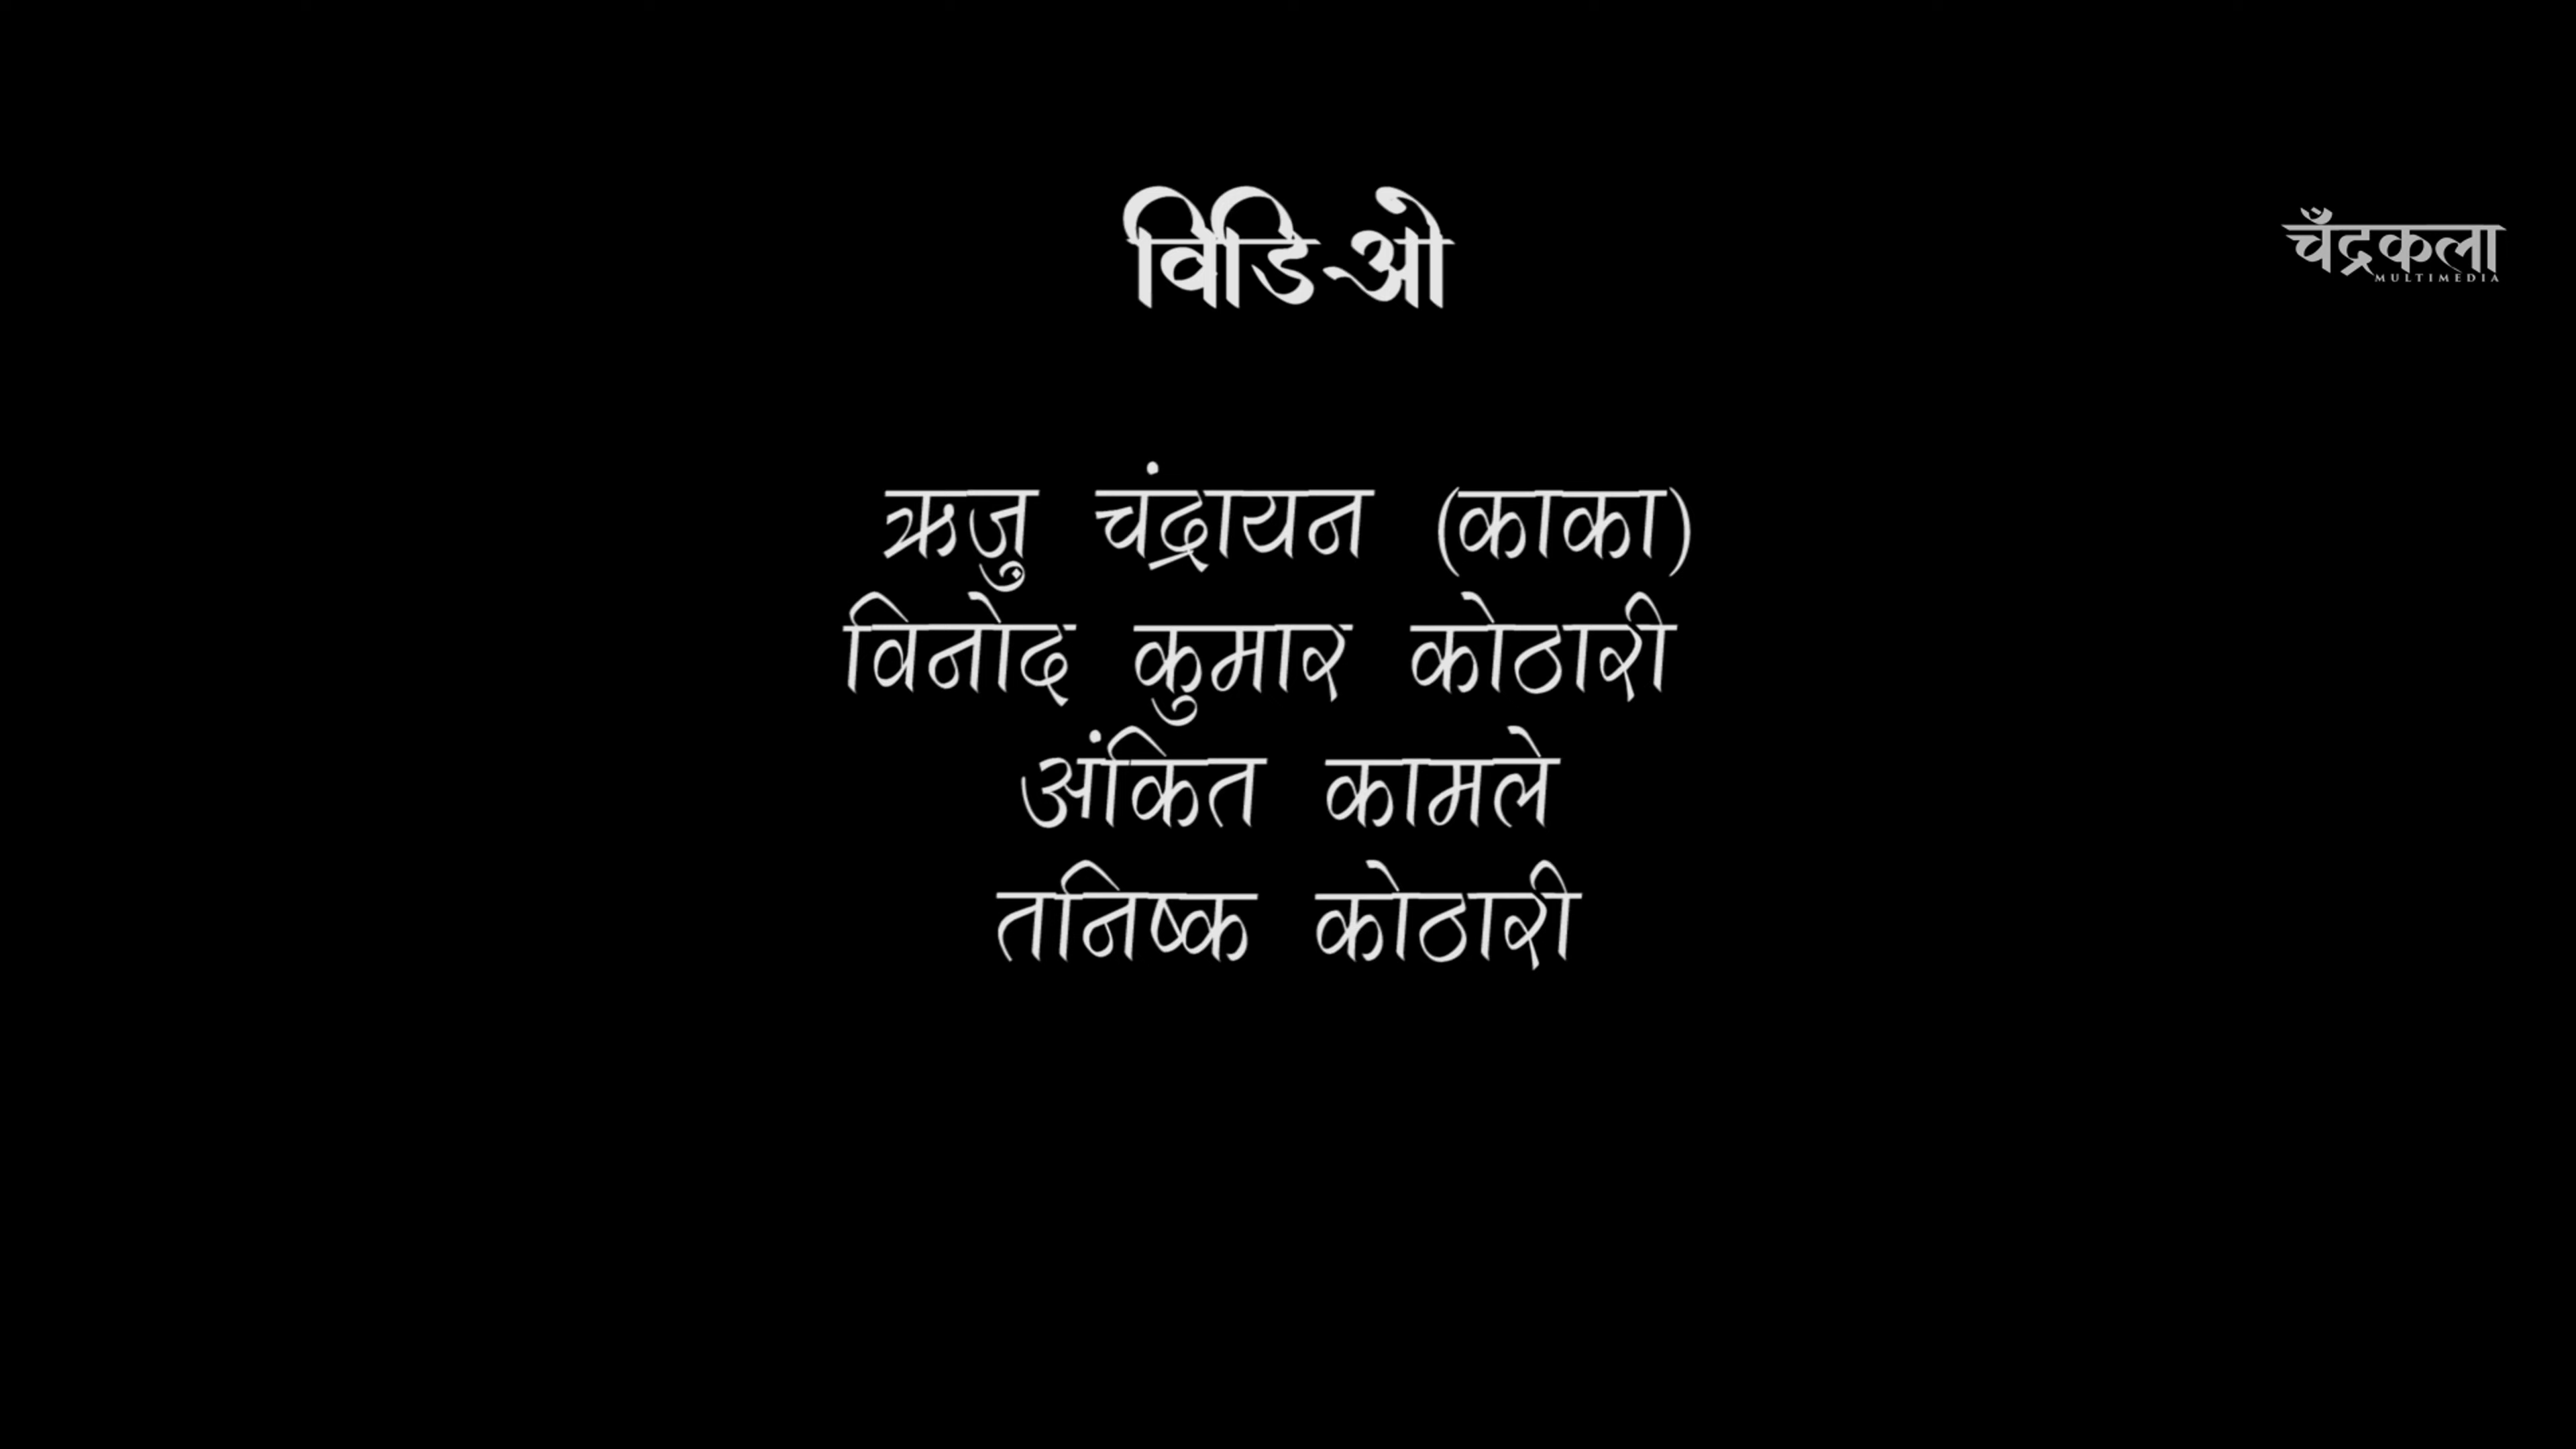 विडिओ
चँद्रकला
MULTIMEDIA
ऋजु चंद्रायन (काका)
विनोद कुमार कोठारी
अंकित कामले
तनिष्क कोठारी